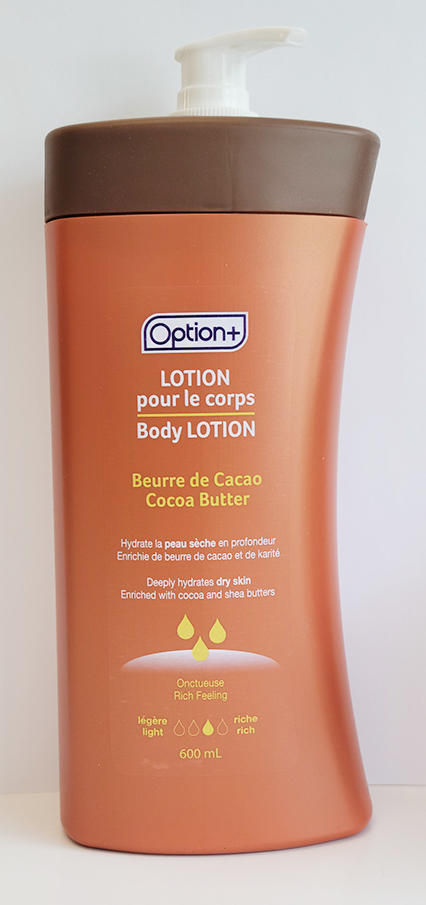 Option+
LOTION
pour le corps
Body LOTION
Beurre de Cacao
Cocoa Butter
Hydrate la peau sèche en profondeur
Enrichie de beurre de cacao et de karité
Deeply hydrates dry skin
Enriched with cocoa and shea butters
Onctueuse
Rich Feeling
légère riche
light rich
600 mL